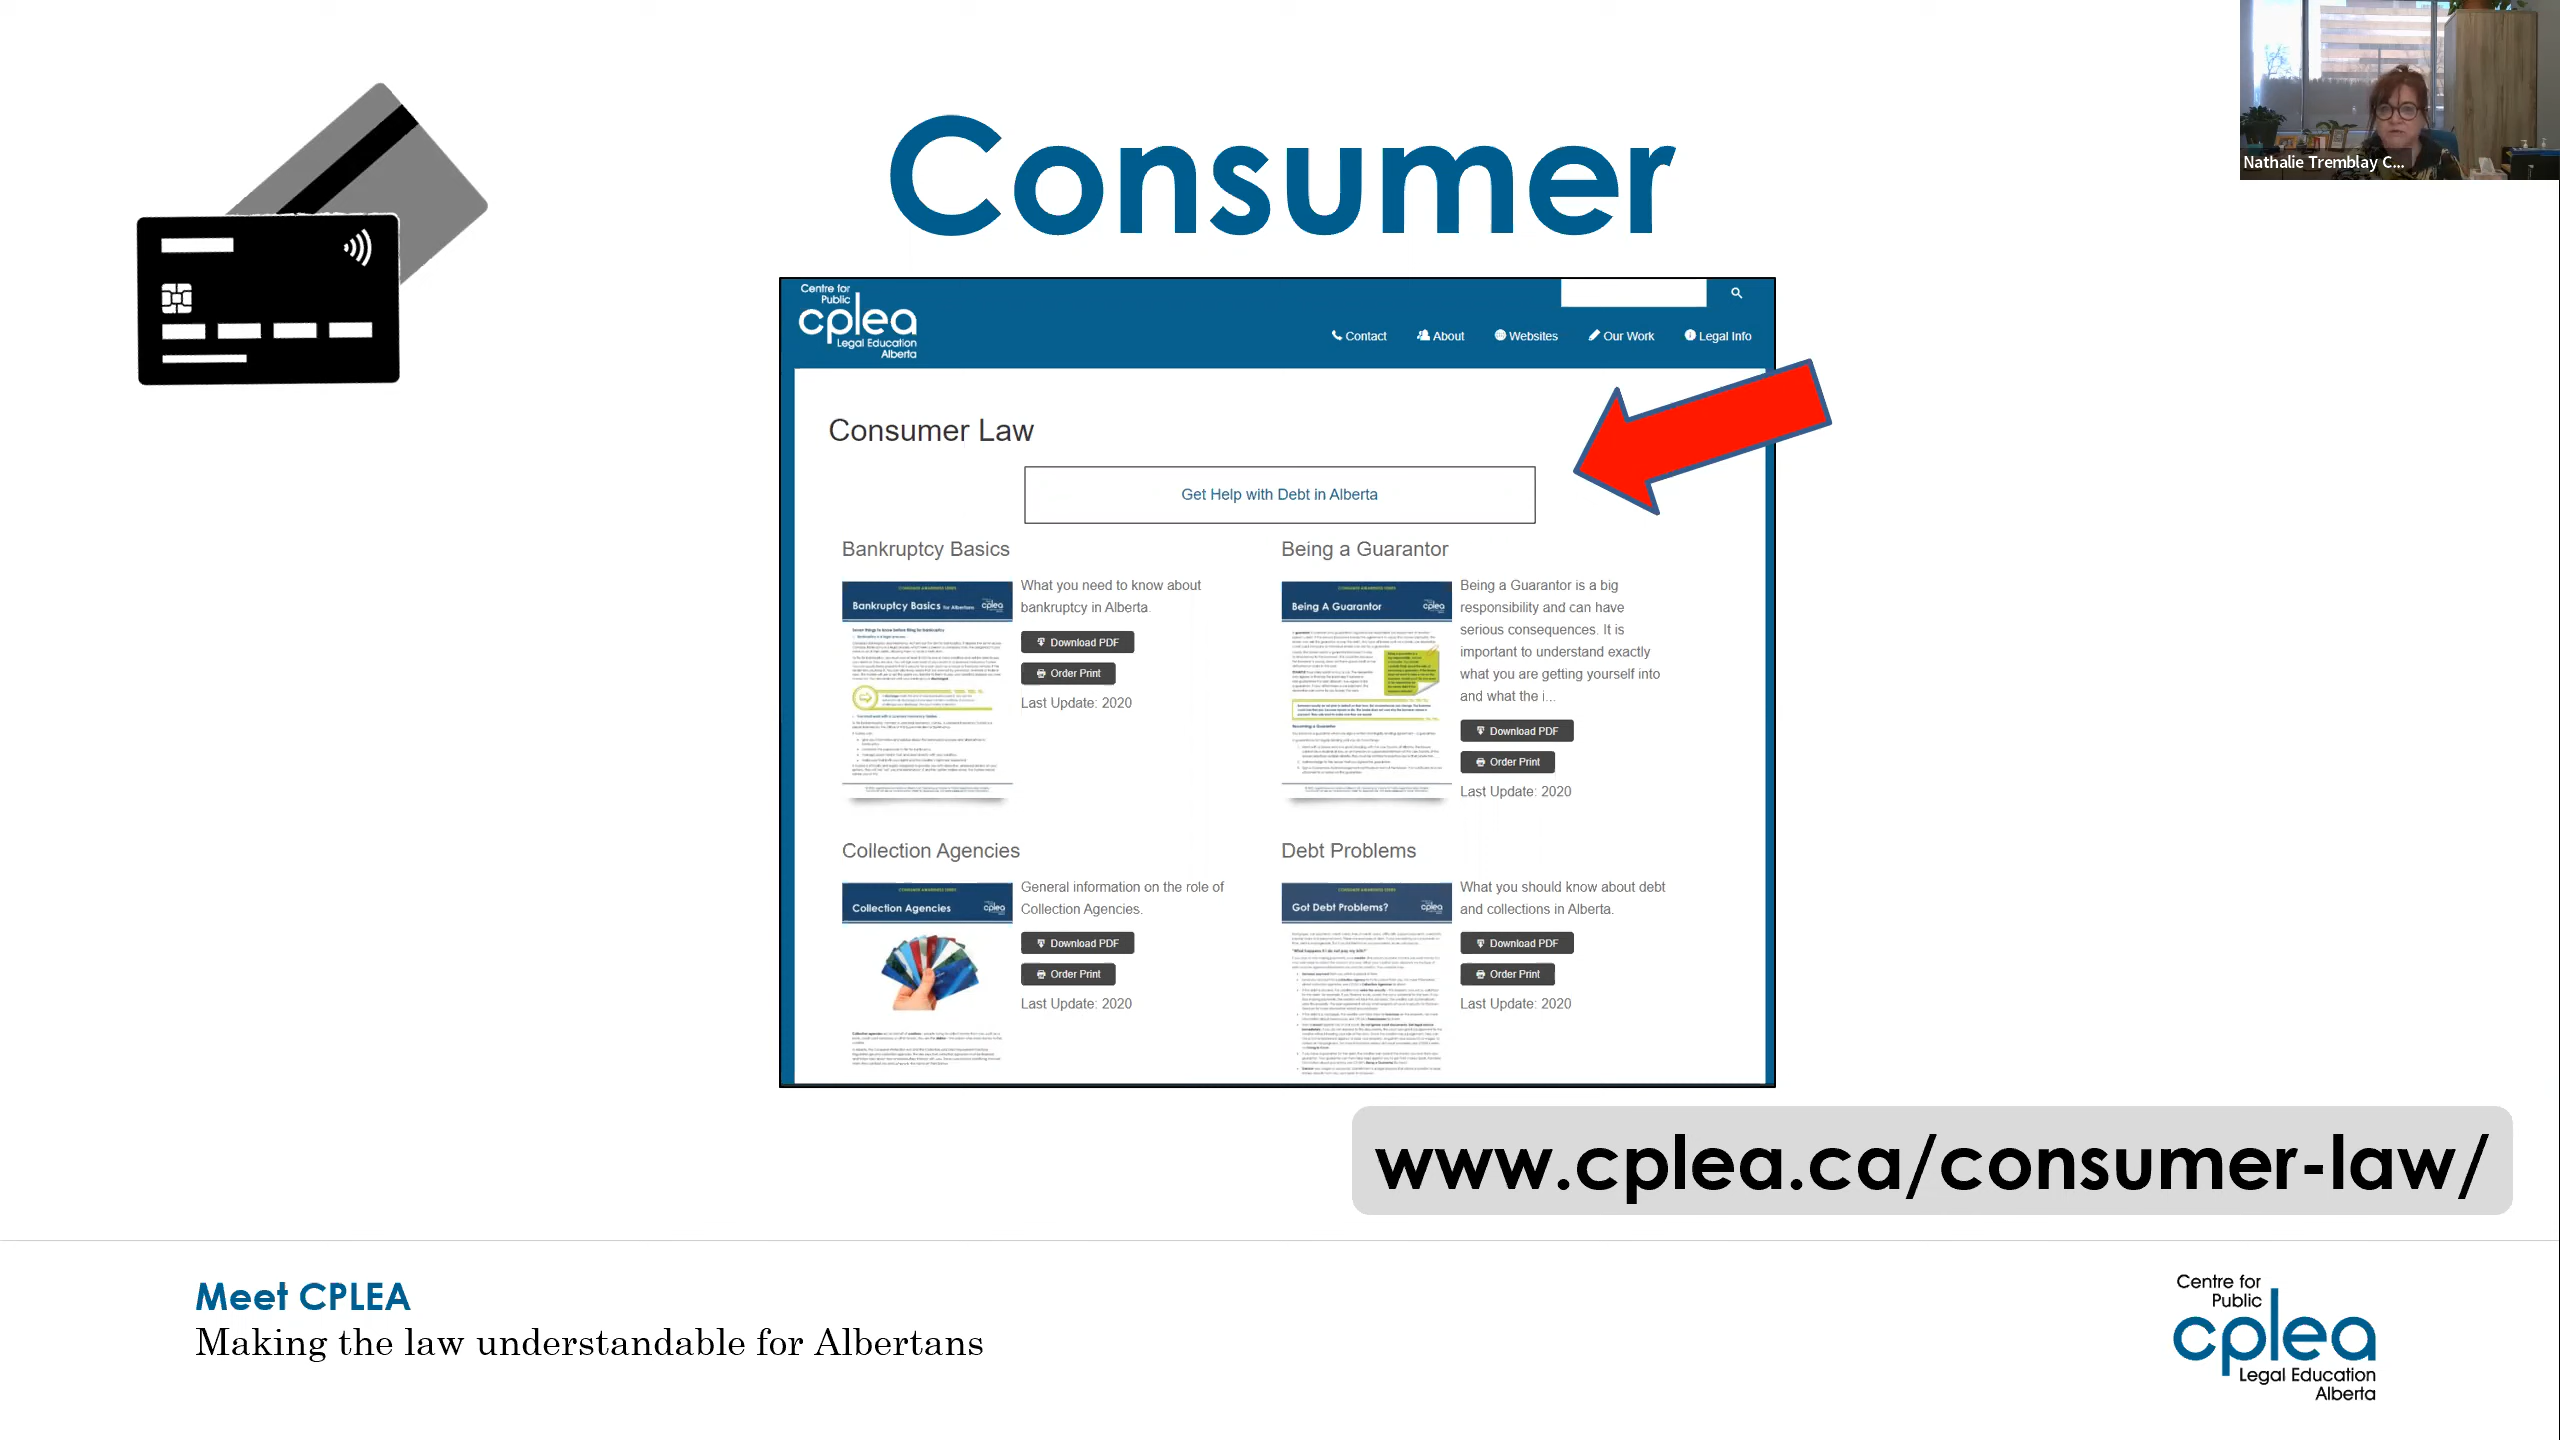 Consumer
Nathalie Tremblay C...
Centre for
Public
cplea
Legal Education
Alberta
Contact
About
Websites
Our Work
Legal Info
Consumer Law
Get Help with Debt in Alberta
Bankruptcy Basics
Bankruptcy Basics for Albertans
cplea
What you need to know about
bankruptcy in Alberta.
Download PDF
Order Print
Last Update: 2020
Being a Guarantor
Being A Guarantor
cplea
Being a Guarantor is a big
responsibility and can have
serious consequences. It is
important to understand exactly
what you are getting yourself into
and what the i...
Download PDF
Order Print
Last Update: 2020
Collection Agencies
Collection Agencies
cplea
General information on the role of
Collection Agencies.
Download PDF
Order Print
Last Update: 2020
Debt Problems
Got Debt Problems?
cplea
What you should know about debt
and collections in Alberta.
Download PDF
Order Print
Last Update: 2020
www.cplea.ca/consumer-law/
Meet CPLEA
Making the law understandable for Albertans
Centre for
Public
cplea
Legal Education
Alberta